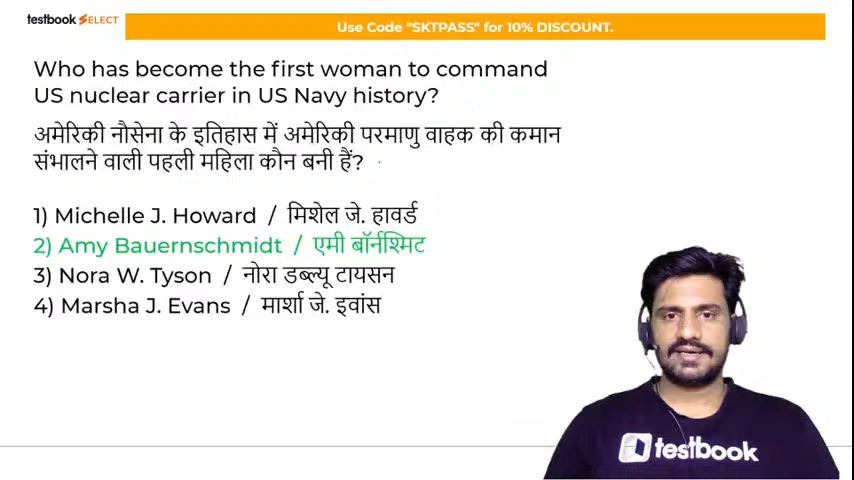 testbook SELECT
Use Code "SKTPASS" for 10% DISCOUNT.
Who has become the first woman to command
US nuclear carrier in US Navy history?
अमेरिकी नौसेना के इतिहास में अमेरिकी परमाणु वाहक की कमान
संभालने वाली पहली महिला कौन बनी हैं?
1) Michelle J. Howard / मिशेल जे. हावर्ड
2) Amy Bauernschmidt / एमी बॉर्नश्मिट
3) Nora W. Tyson / नोरा डब्ल्यू टायसन
4) Marsha J. Evans / मार्शा जे. इवांस
testbook